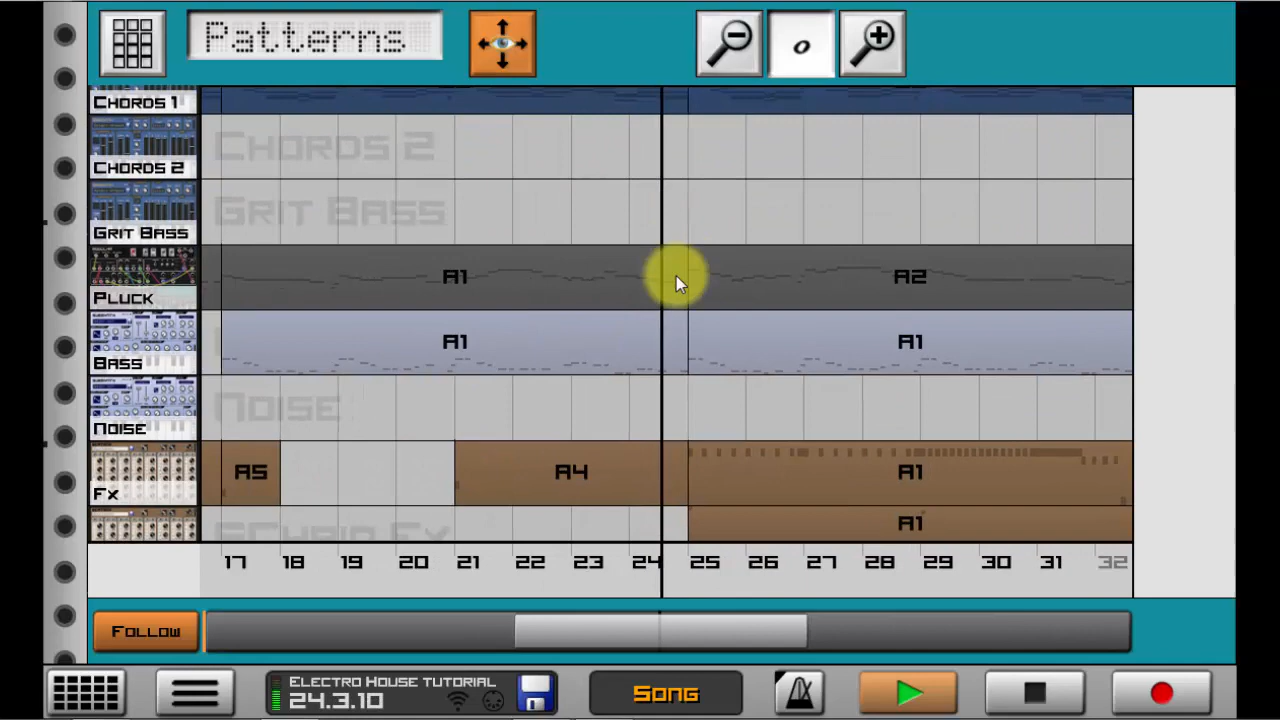 Patterns
Chords 1
Chords 2
Chords 2
Grit Bass
Grit Bass
A1 A2
Pluck
A1 A1
Bass
Noise
Noise
A5 A4 A1
Fx
SChain Fx A1
17 18 19 20 21 22 23 24 25 26 27 28 29 30 31 32
Follow
Electro House Tutorial
24.3.10
Song